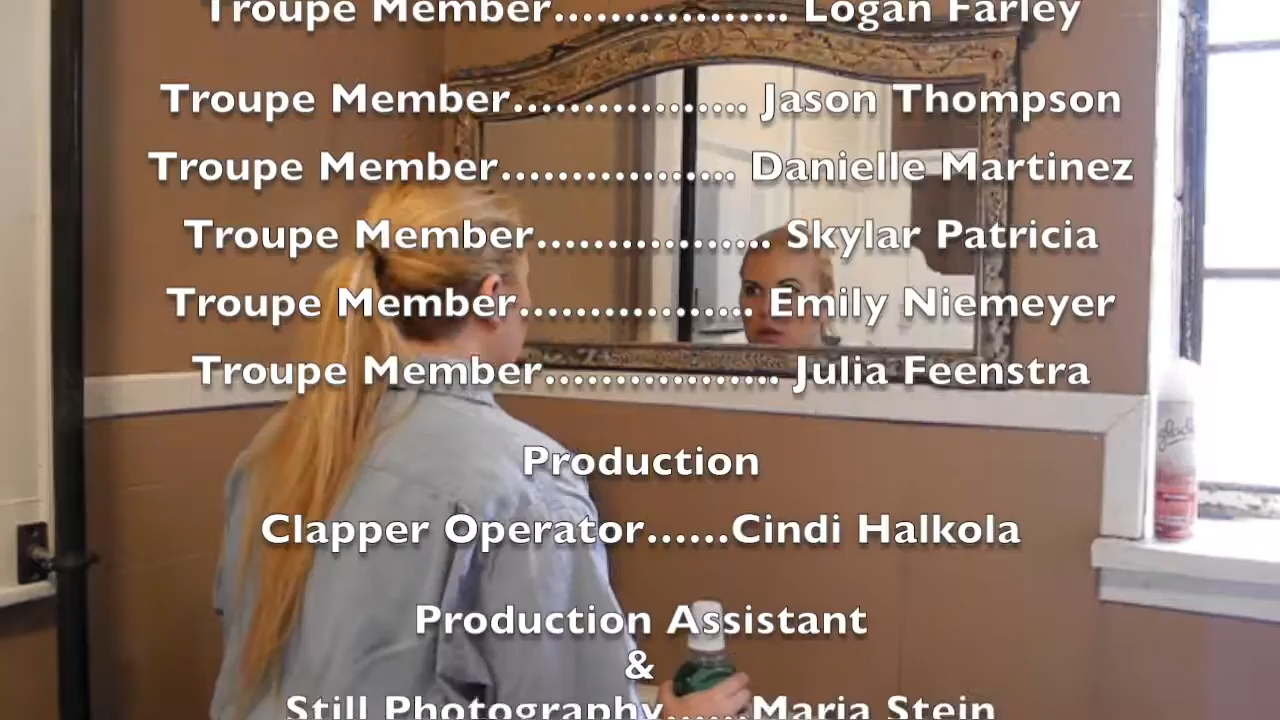 Troupe Member................. Logan Farley
Troupe Member................. Jason Thompson
Troupe Member................. Danielle Martinez
Troupe Member................. Skylar Patricia
Troupe Member................. Emily Niemeyer
Troupe Member................. Julia Feenstra
Production
Clapper Operator......Cindi Halkola
Production Assistant
&
Still Photography......Maria Stein
glade